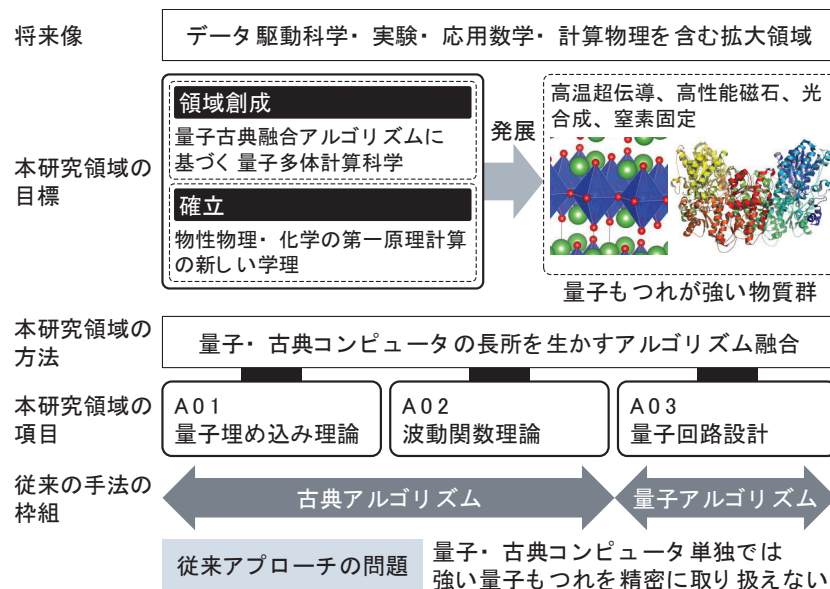 将来像
データ駆動科学・実験・応用数学・計算物理を含む拡大領域
本研究領域の
目標
領域創成
量子古典融合アルゴリズムに
基づく量子多体計算科学
確立
物性物理・化学の第一原理計算
の新しい学理
発展
高温超伝導、高性能磁石、光
合成、窒素固定
量子もつれが強い物質群
本研究領域の
方法
量子・古典コンピュータの長所を生かすアルゴリズム融合
本研究領域の
項目
A01
量子埋め込み理論
A02
波動関数理論
A03
量子回路設計
従来の手法の
枠組
古典アルゴリズム
量子アルゴリズム
従来アプローチの問題
量子・古典コンピュータ単独では
強い量子もつれを精密に取り扱えない